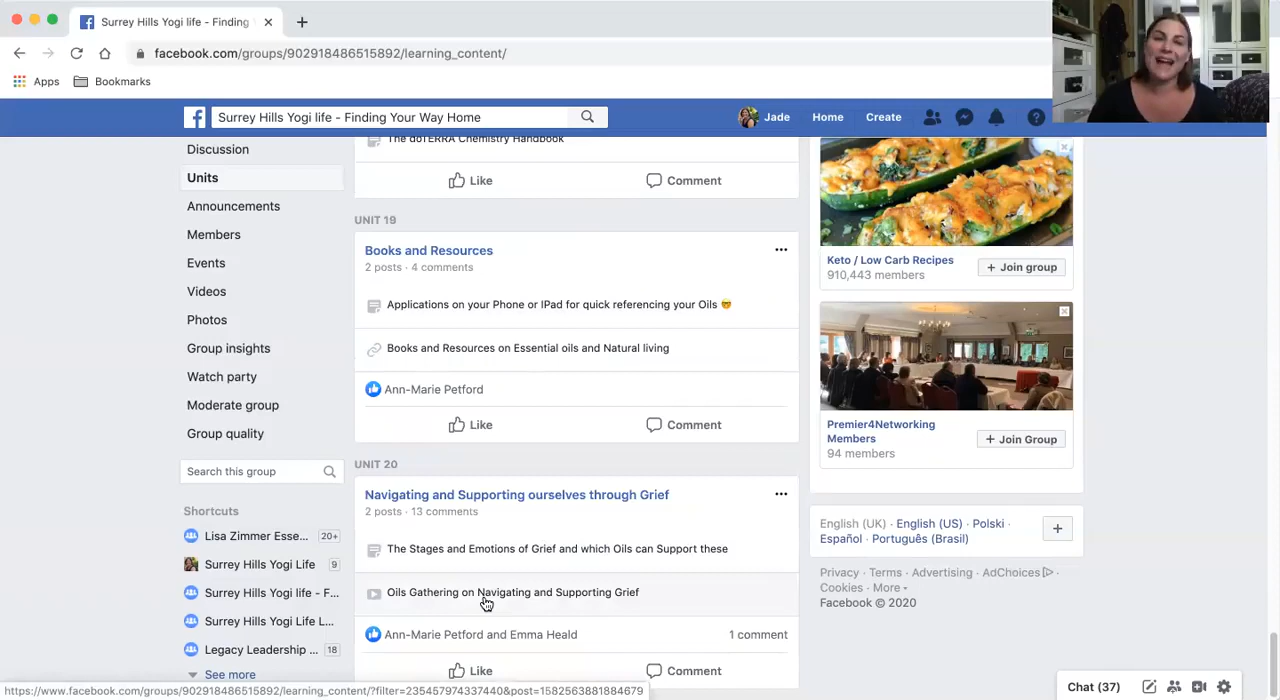 Surrey Hills Yogi life - Finding
facebook.com/groups/902918486515892/learning_content/
Apps
Bookmarks
Surrey Hills Yogi life - Finding Your Way Home
Jade
Home
Create
Discussion
Units
Announcements
Members
Events
Videos
Photos
Group insights
Watch party
Moderate group
Group quality
Search this group
Shortcuts
Lisa Zimmer Esse... 20+
Surrey Hills Yogi Life 9
Surrey Hills Yogi life - F...
Surrey Hills Yogi Life L...
Legacy Leadership ... 18
See more
The doTERRA Chemistry Handbook
Like Comment
UNIT 19
Books and Resources
2 posts · 4 comments
Applications on your Phone or IPad for quick referencing your Oils 🤓
Books and Resources on Essential oils and Natural living
Ann-Marie Petford
Like Comment
UNIT 20
Navigating and Supporting ourselves through Grief
2 posts · 13 comments
The Stages and Emotions of Grief and which Oils can Support these
Oils Gathering on Navigating and Supporting Grief
Ann-Marie Petford and Emma Heald 1 comment
Like Comment
Keto / Low Carb Recipes
910,443 members
+ Join group
Premier4Networking
Members
94 members
+ Join Group
English (UK) · English (US) · Polski ·
Español · Português (Brasil)
Privacy · Terms · Advertising · AdChoices ·
Cookies · More
Facebook © 2020
Chat (37)
https://www.facebook.com/groups/902918486515892/learning_content/?filter=235457974337440&post=1582563881884679